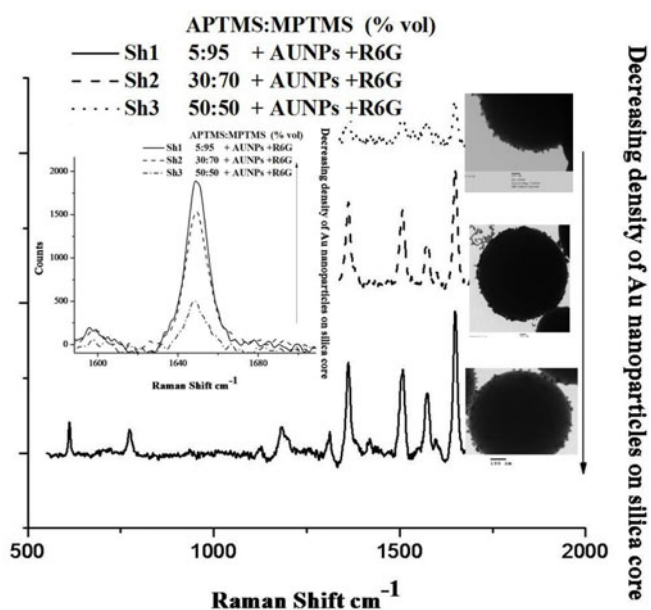 APTMS:MPTMS (% vol)
Sh1 5:95 + AUNPs +R6G
Sh2 30:70 + AUNPs +R6G
Sh3 50:50 + AUNPs +R6G
APTMS:MPTMS (% vol)
Sh1 5:95 + AUNPs +R6G
Sh2 30:70 + AUNPs +R6G
Sh3 50:50 + AUNPs +R6G
2000
1500
1000
500
0
Counts
1600 1640 1680
Raman Shift cm-1
Decreasing density of Au nanoparticles on silica core
500 1000 1500 2000
Raman Shift cm-1
Decreasing density of Au nanoparticles on silica core